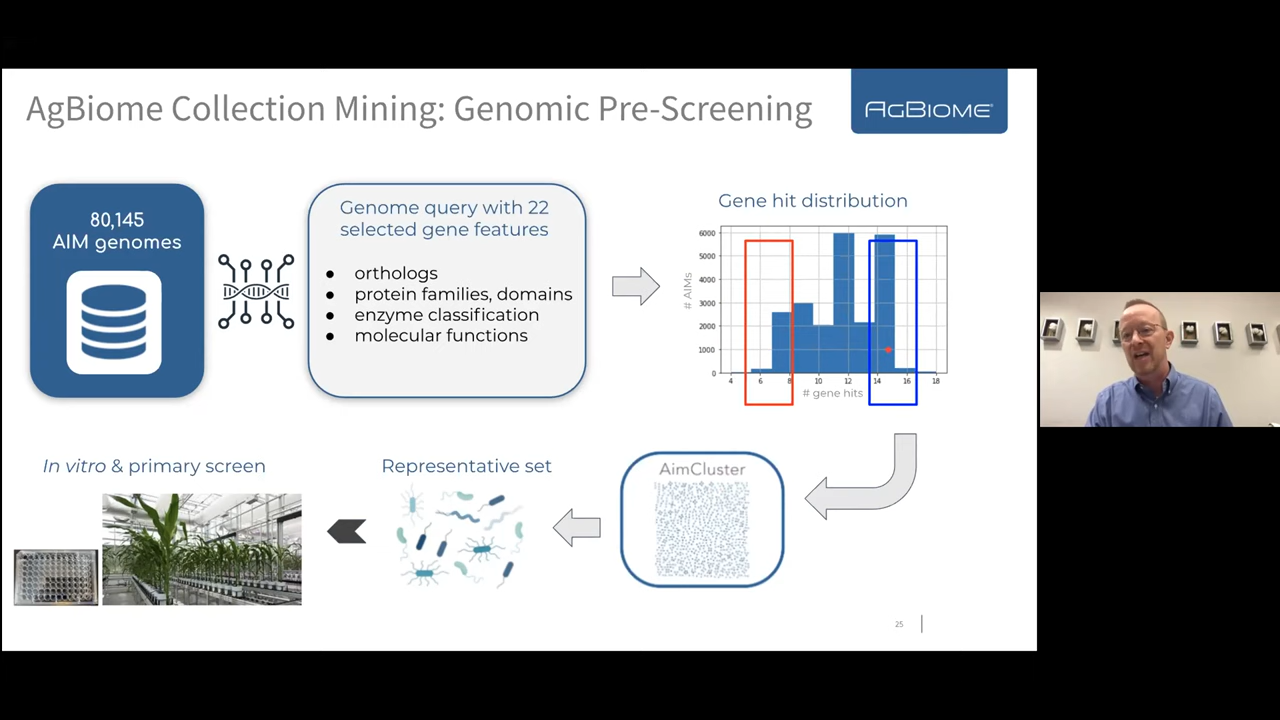 AgBiome Collection Mining: Genomic Pre-Screening
AGBIOME
80,145
AIM genomes
Genome query with 22
selected gene features
● orthologs
● protein families, domains
● enzyme classification
● molecular functions
Gene hit distribution
# AIMs
6000
5000
4000
3000
2000
1000
0
4 6 8 10 12 14 16 18
# gene hits
In vitro & primary screen
Representative set
AimCluster
25